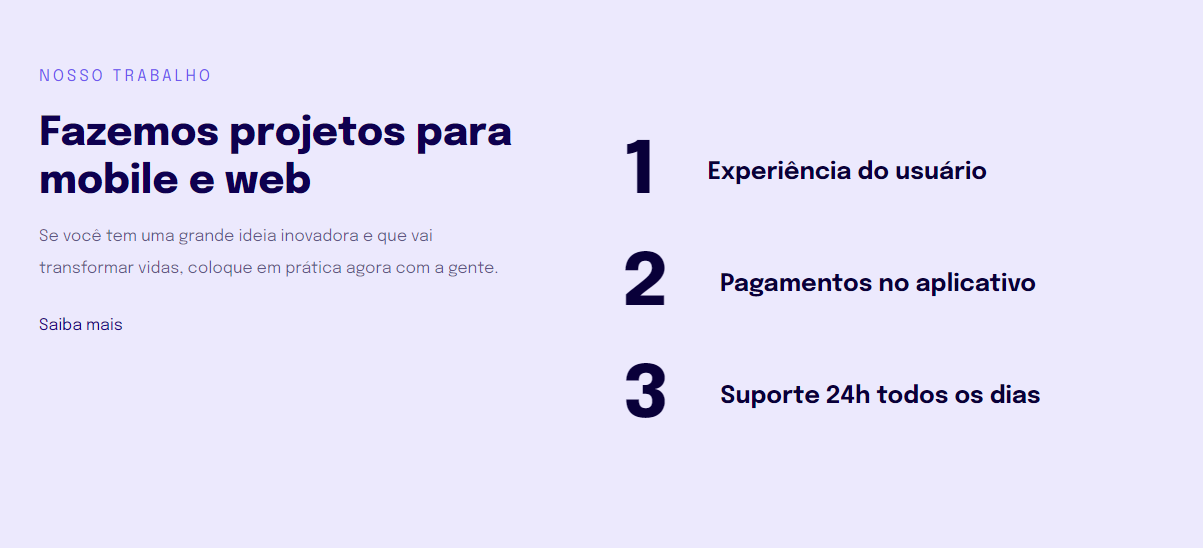 NOSSO TRABALHO
Fazemos projetos para
mobile e web
Se você tem uma grande ideia inovadora e que vai
transformar vidas, coloque em prática agora com a gente.
Saiba mais
1 Experiência do usuário
2 Pagamentos no aplicativo
3 Suporte 24h todos os dias